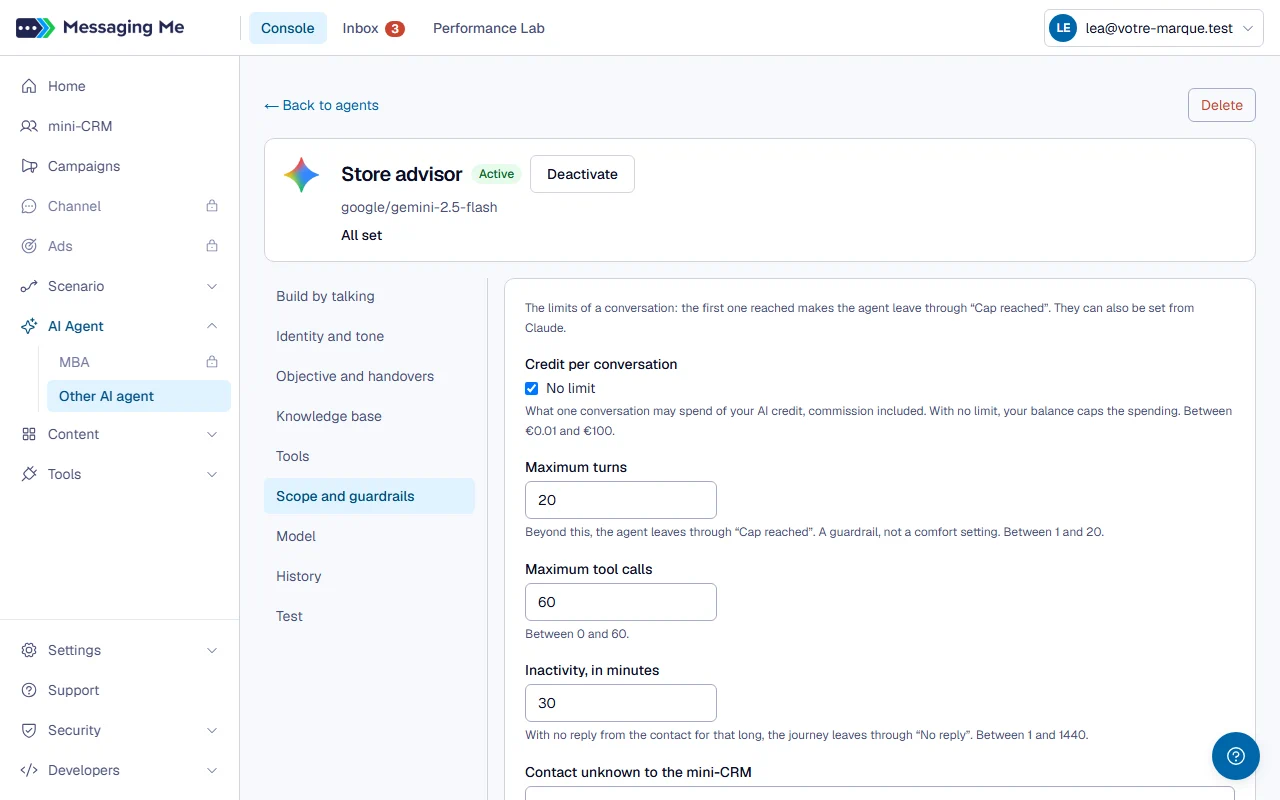 Messaging Me
Console
Inbox 3
Performance Lab
LE
lea@votre-marque.test
Home
mini-CRM
Campaigns
Channel
Ads
Scenario
AI Agent
MBA
Other AI agent
Content
Tools
Settings
Support
Security
Developers
← Back to agents
Delete
Store advisor
Active
Deactivate
google/gemini-2.5-flash
All set
Build by talking
Identity and tone
Objective and handovers
Knowledge base
Tools
Scope and guardrails
Model
History
Test
The limits of a conversation: the first one reached makes the agent leave through “Cap reached”. They can also be set from
Claude.
Credit per conversation
No limit
What one conversation may spend of your AI credit, commission included. With no limit, your balance caps the spending. Between
€0.01 and €100.
Maximum turns
20
Beyond this, the agent leaves through “Cap reached”. A guardrail, not a comfort setting. Between 1 and 20.
Maximum tool calls
60
Between 0 and 60.
Inactivity, in minutes
30
With no reply from the contact for that long, the journey leaves through “No reply”. Between 1 and 1440.
Contact unknown to the mini-CRM